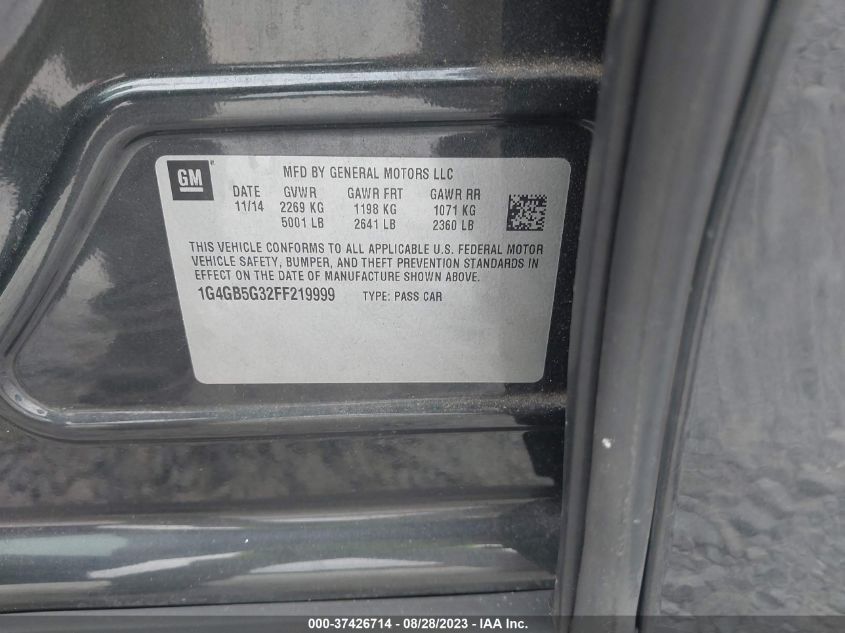 GM
MFD BY GENERAL MOTORS LLC
DATE GVWR GAWR FRT GAWR RR
11/14 2269 KG 1198 KG 1071 KG
5001 LB 2641 LB 2360 LB
THIS VEHICLE CONFORMS TO ALL APPLICABLE U.S. FEDERAL MOTOR
VEHICLE SAFETY, BUMPER, AND THEFT PREVENTION STANDARDS IN
EFFECT ON THE DATE OF MANUFACTURE SHOWN ABOVE.
1G4GB5G32FF219999 TYPE: PASS CAR
000-37426714 - 08/28/2023 - IAA Inc.